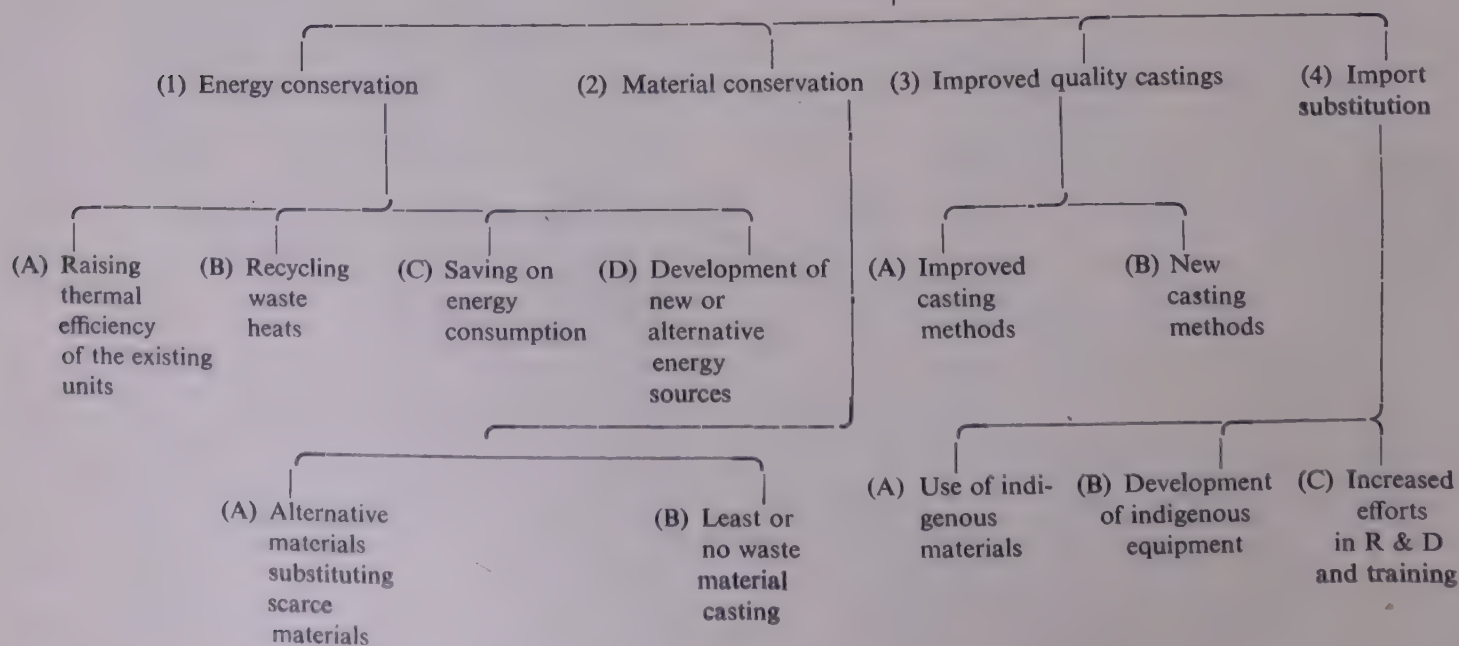 (1) Energy conservation
(2) Material conservation
(3) Improved quality castings
(4) Import
substitution
(A) Raising
thermal
efficiency
of the existing
units
(B) Recycling
waste
heats
(C) Saving on
energy
consumption
(D) Development of
new or
alternative
energy
sources
(A) Improved
casting
methods
(B) New
casting
methods
(A) Alternative
materials
substituting
scarce
materials
(B) Least or
no waste
material
casting
(A) Use of indi-
genous
materials
(B) Development
of indigenous
equipment
(C) Increased
efforts
in R & D
and training